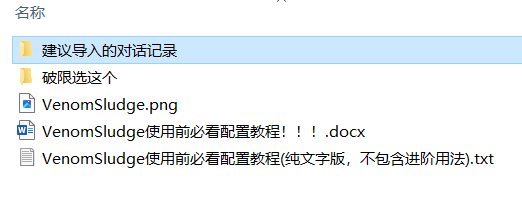 名称
建议导入的对话记录
破限选这个
VenomSludge.png
VenomSludge使用前必看配置教程！！！.docx
VenomSludge使用前必看配置教程(纯文字版，不包含进阶用法).txt